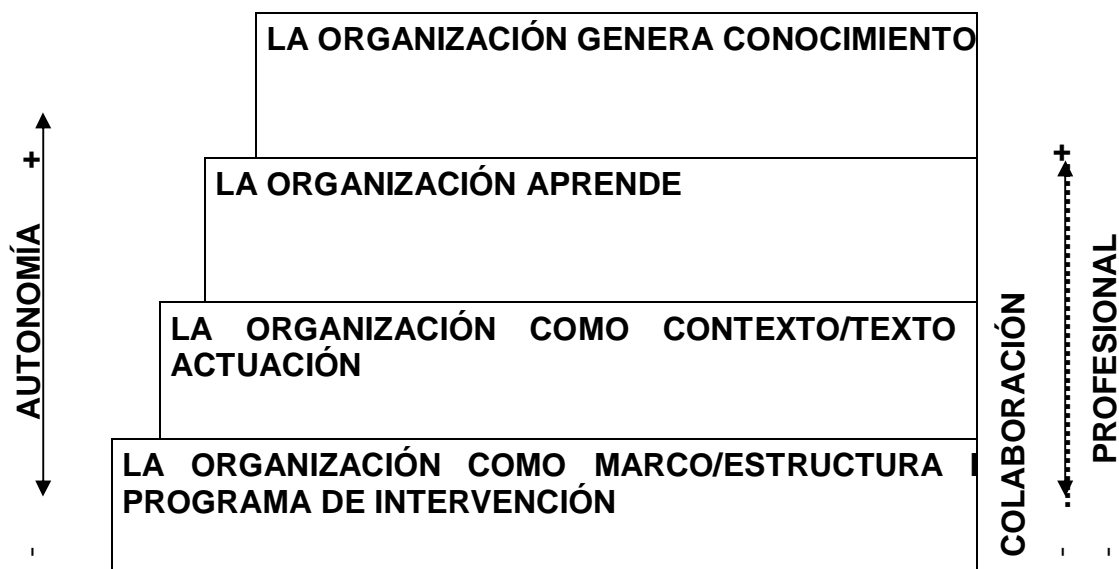 LA ORGANIZACIÓN GENERA CONOCIMIENTO
LA ORGANIZACIÓN APRENDE
LA ORGANIZACIÓN COMO CONTEXTO/TEXTO
ACTUACIÓN
LA ORGANIZACIÓN COMO MARCO/ESTRUCTURA
PROGRAMA DE INTERVENCIÓN
- AUTONOMÍA +
COLABORACIÓN
- +
- PROFESIONAL